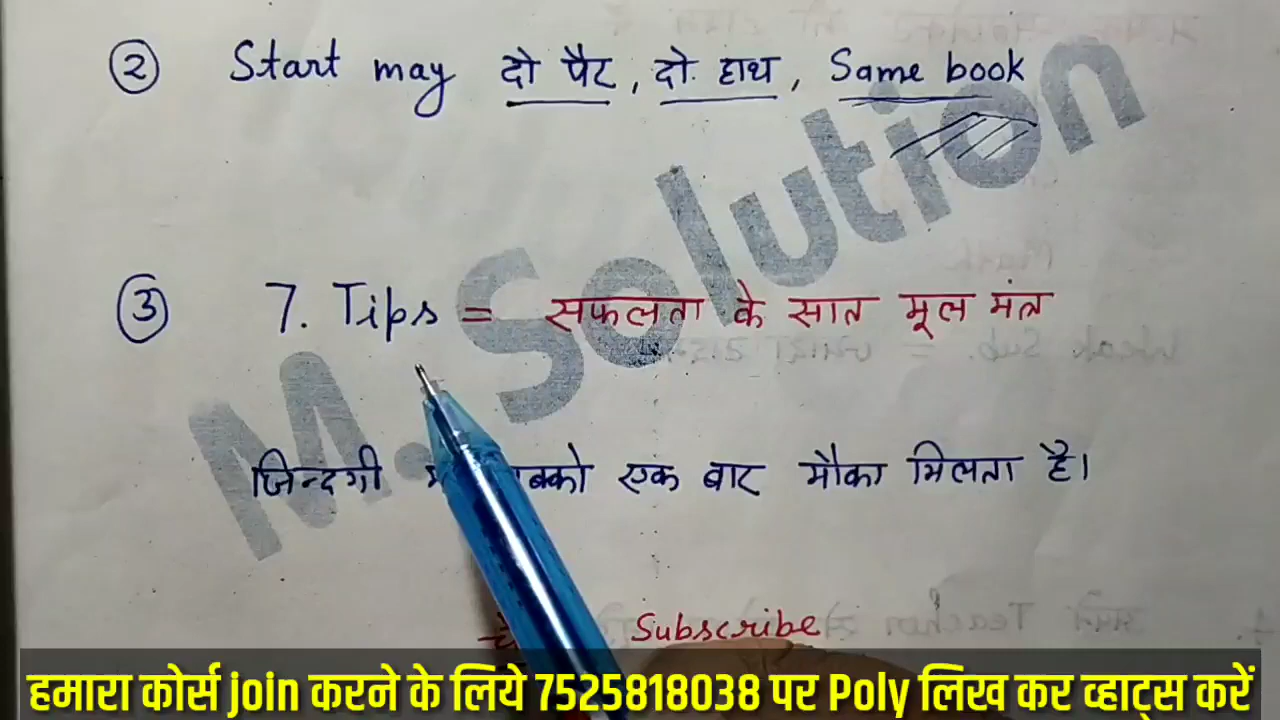 ② Start may दो पैर, दो हाथ, Same book
③ 7. Tips = सफलता के सात मूल मंत्र
जिन्दगी सबको एक बार मौका मिलता है।
Subscribe
M. Solution
हमारा कोर्स join करने के लिये 7525818038 पर Poly लिख कर व्हाट्स करें